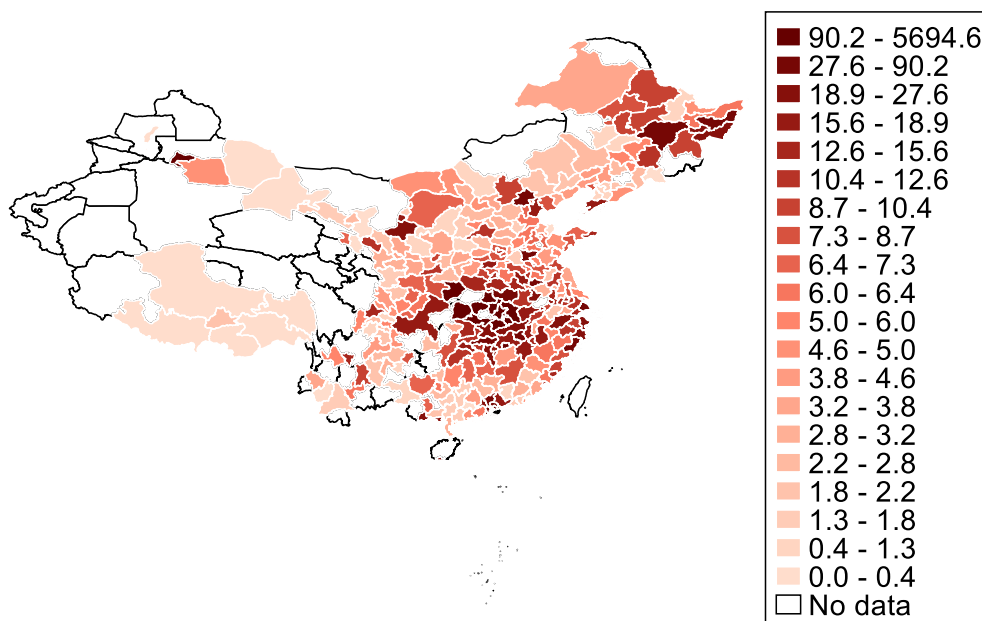 90.2 - 5694.6
27.6 - 90.2
18.9 - 27.6
15.6 - 18.9
12.6 - 15.6
10.4 - 12.6
8.7 - 10.4
7.3 - 8.7
6.4 - 7.3
6.0 - 6.4
5.0 - 6.0
4.6 - 5.0
3.8 - 4.6
3.2 - 3.8
2.8 - 3.2
2.2 - 2.8
1.8 - 2.2
1.3 - 1.8
0.4 - 1.3
0.0 - 0.4
No data